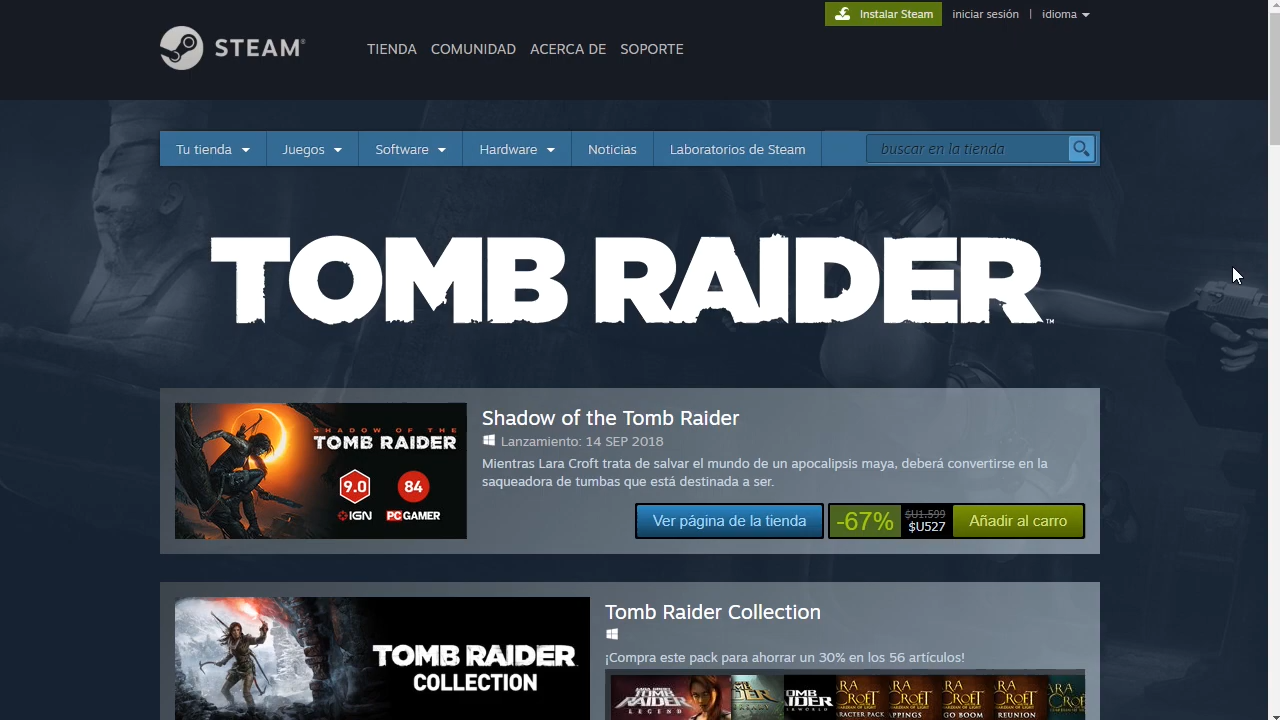 Instalar Steam
iniciar sesión | idioma
STEAM®
TIENDA COMUNIDAD ACERCA DE SOPORTE
Tu tienda Juegos Software Hardware Noticias Laboratorios de Steam
buscar en la tienda
TOMB RAIDER™
SHADOW OF THE
TOMB RAIDER
9.0 84
IGN PC GAMER
Shadow of the Tomb Raider
Lanzamiento: 14 SEP 2018
Mientras Lara Croft trata de salvar el mundo de un apocalipsis maya, deberá convertirse en la
saqueadora de tumbas que está destinada a ser.
Ver página de la tienda
-67% $U1.599
$U527
Añadir al carro
TOMB RAIDER
COLLECTION
Tomb Raider Collection
¡Compra este pack para ahorrar un 30% en los 56 artículos!
TOMB RAIDER
LEGEND